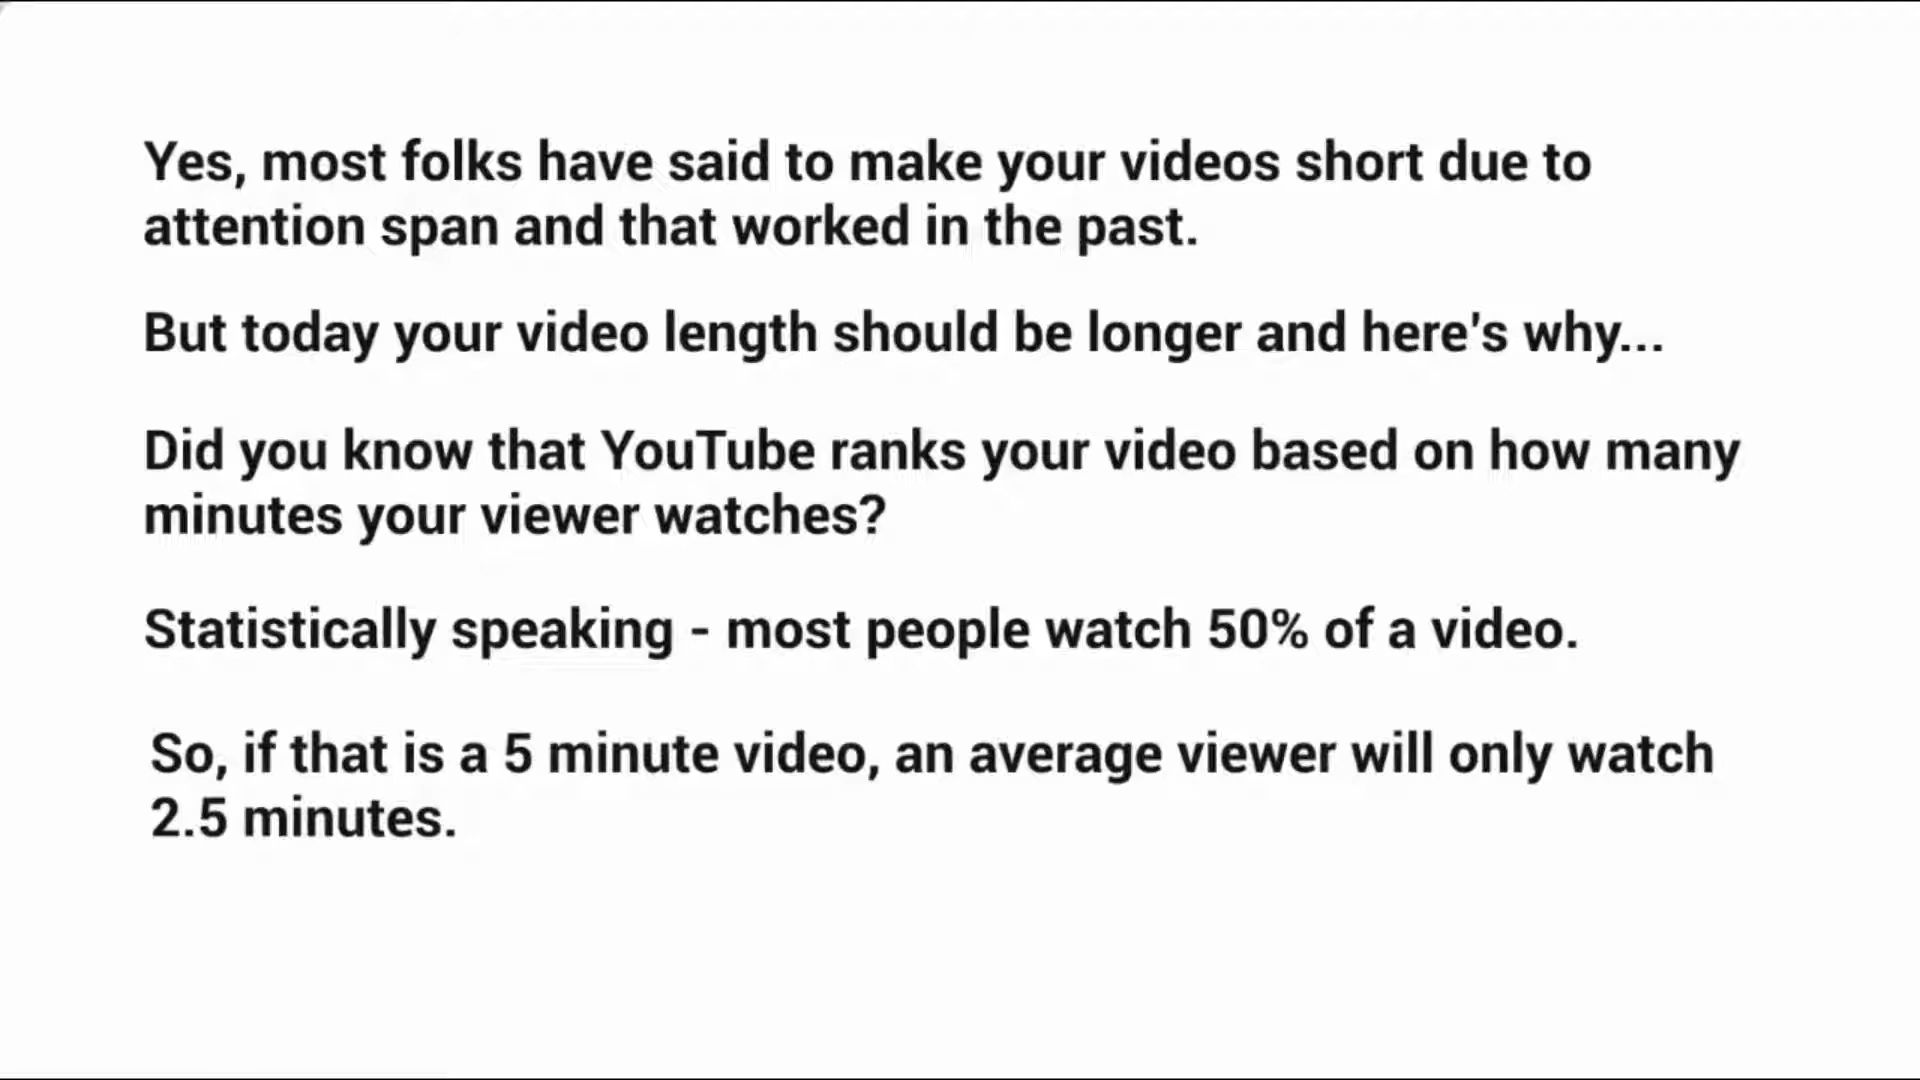 Yes, most folks have said to make your videos short due to
attention span and that worked in the past.
But today your video length should be longer and here's why...
Did you know that YouTube ranks your video based on how many
minutes your viewer watches?
Statistically speaking - most people watch 50% of a video.
So, if that is a 5 minute video, an average viewer will only watch
2.5 minutes.